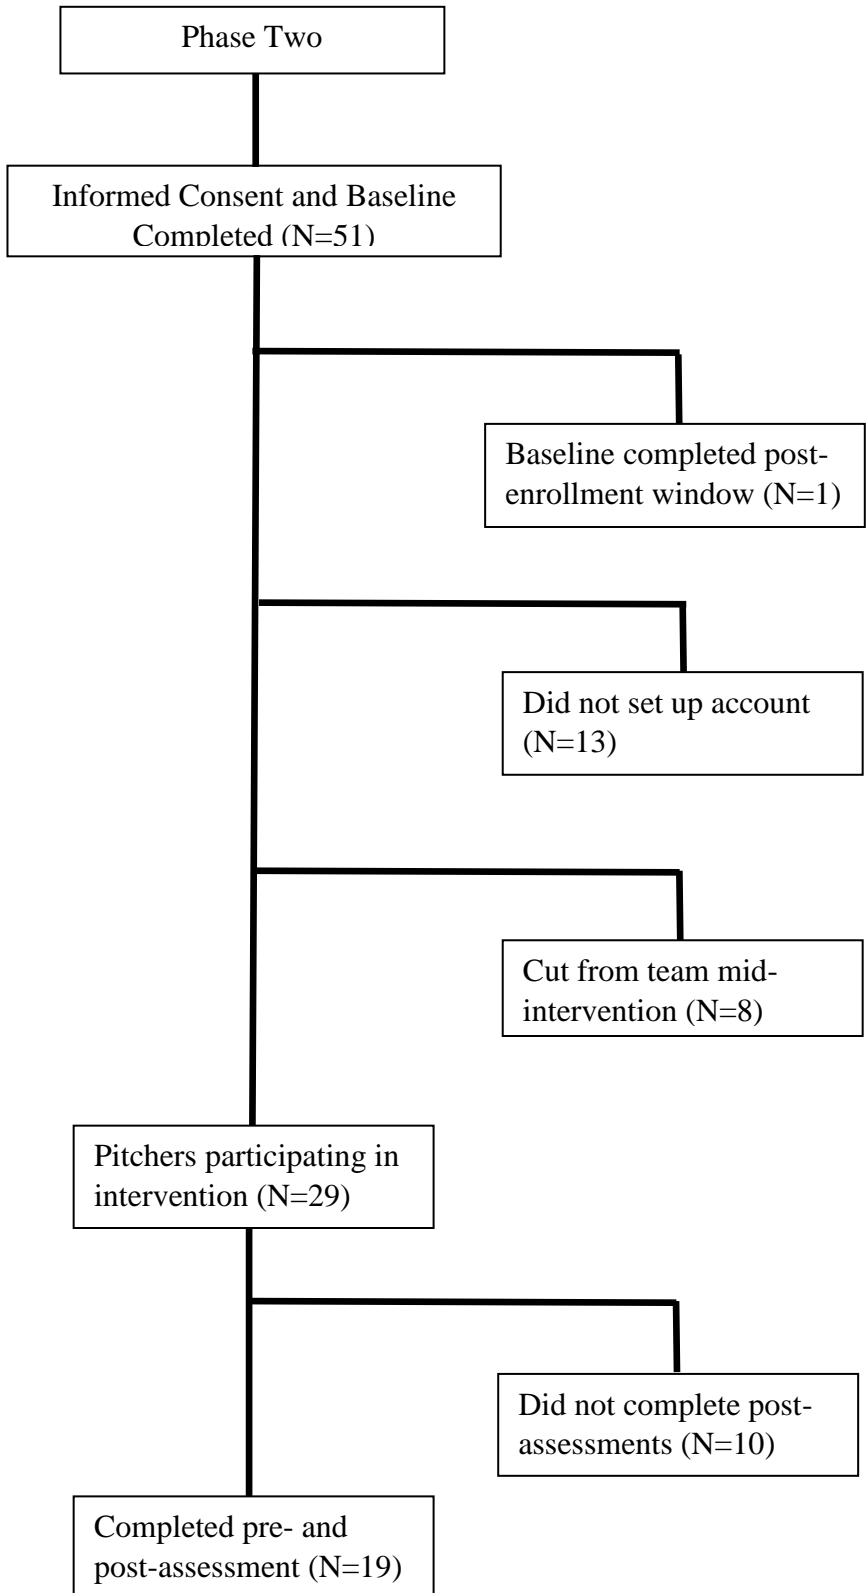 Phase Two
Informed Consent and Baseline
Completed (N=51)
Baseline completed post-
enrollment window (N=1)
Did not set up account
(N=13)
Cut from team mid-
intervention (N=8)
Pitchers participating in
intervention (N=29)
Did not complete post-
assessments (N=10)
Completed pre- and
post-assessment (N=19)